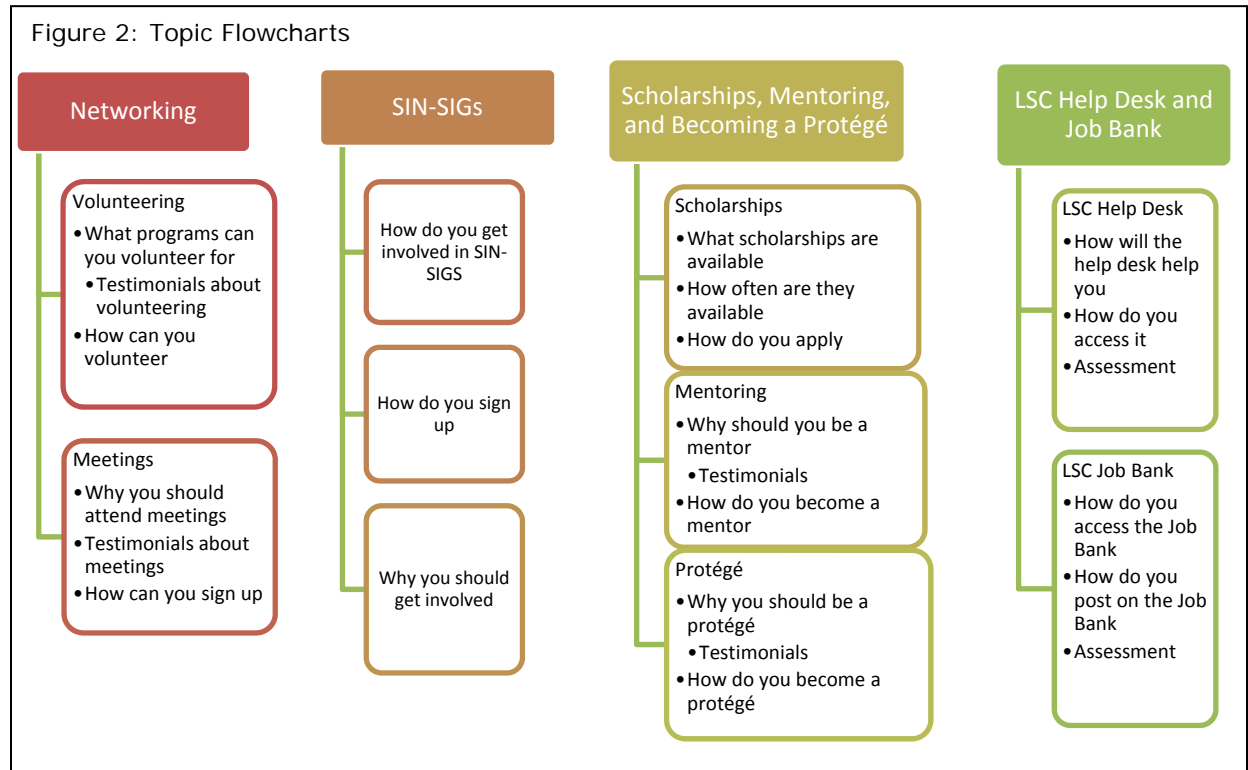 Figure 2: Topic Flowcharts
Networking
Volunteering
•What programs can
you volunteer for
•Testimonials about
volunteering
•How can you
volunteer
Meetings
•Why you should
attend meetings
•Testimonials about
meetings
•How can you sign up
SIN-SIGs
How do you get
involved in SIN-
SIGS
How do you sign
up
Why you should
get involved
Scholarships, Mentoring,
and Becoming a Protégé
Scholarships
•What scholarships are
available
•How often are they
available
•How do you apply
Mentoring
•Why should you be a
mentor
•Testimonials
•How do you become a
mentor
Protégé
•Why you should be a
protégé
•Testimonials
•How do you become a
protégé
LSC Help Desk and
Job Bank
LSC Help Desk
•How will the
help desk help
you
•How do you
access it
•Assessment
LSC Job Bank
•How do you
access the Job
Bank
•How do you
post on the Job
Bank
•Assessment